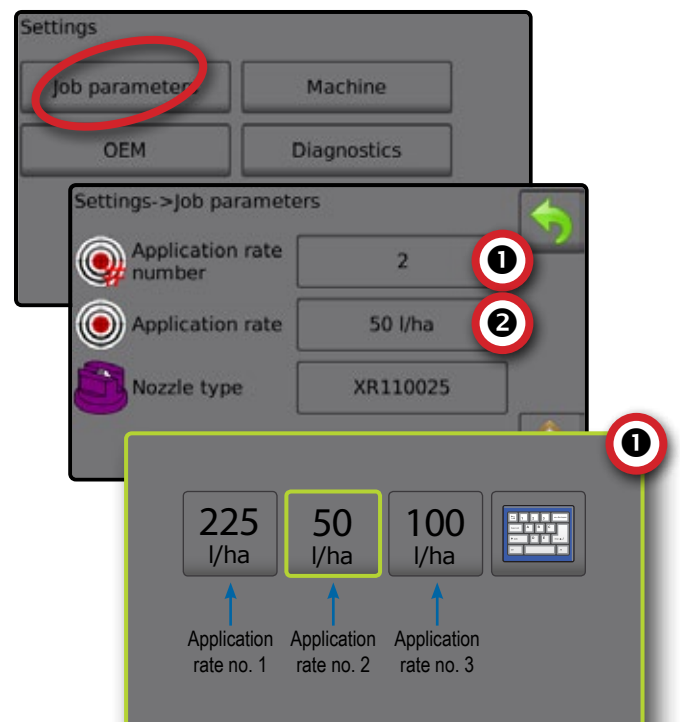 Settings
Job parameters
Machine
OEM
Diagnostics
Settings->Job parameters
Application rate
number
2
1
Application rate
50 l/ha
2
Nozzle type
XR110025
1
225
l/ha
50
l/ha
100
l/ha
Application
rate no. 1
Application
rate no. 2
Application
rate no. 3